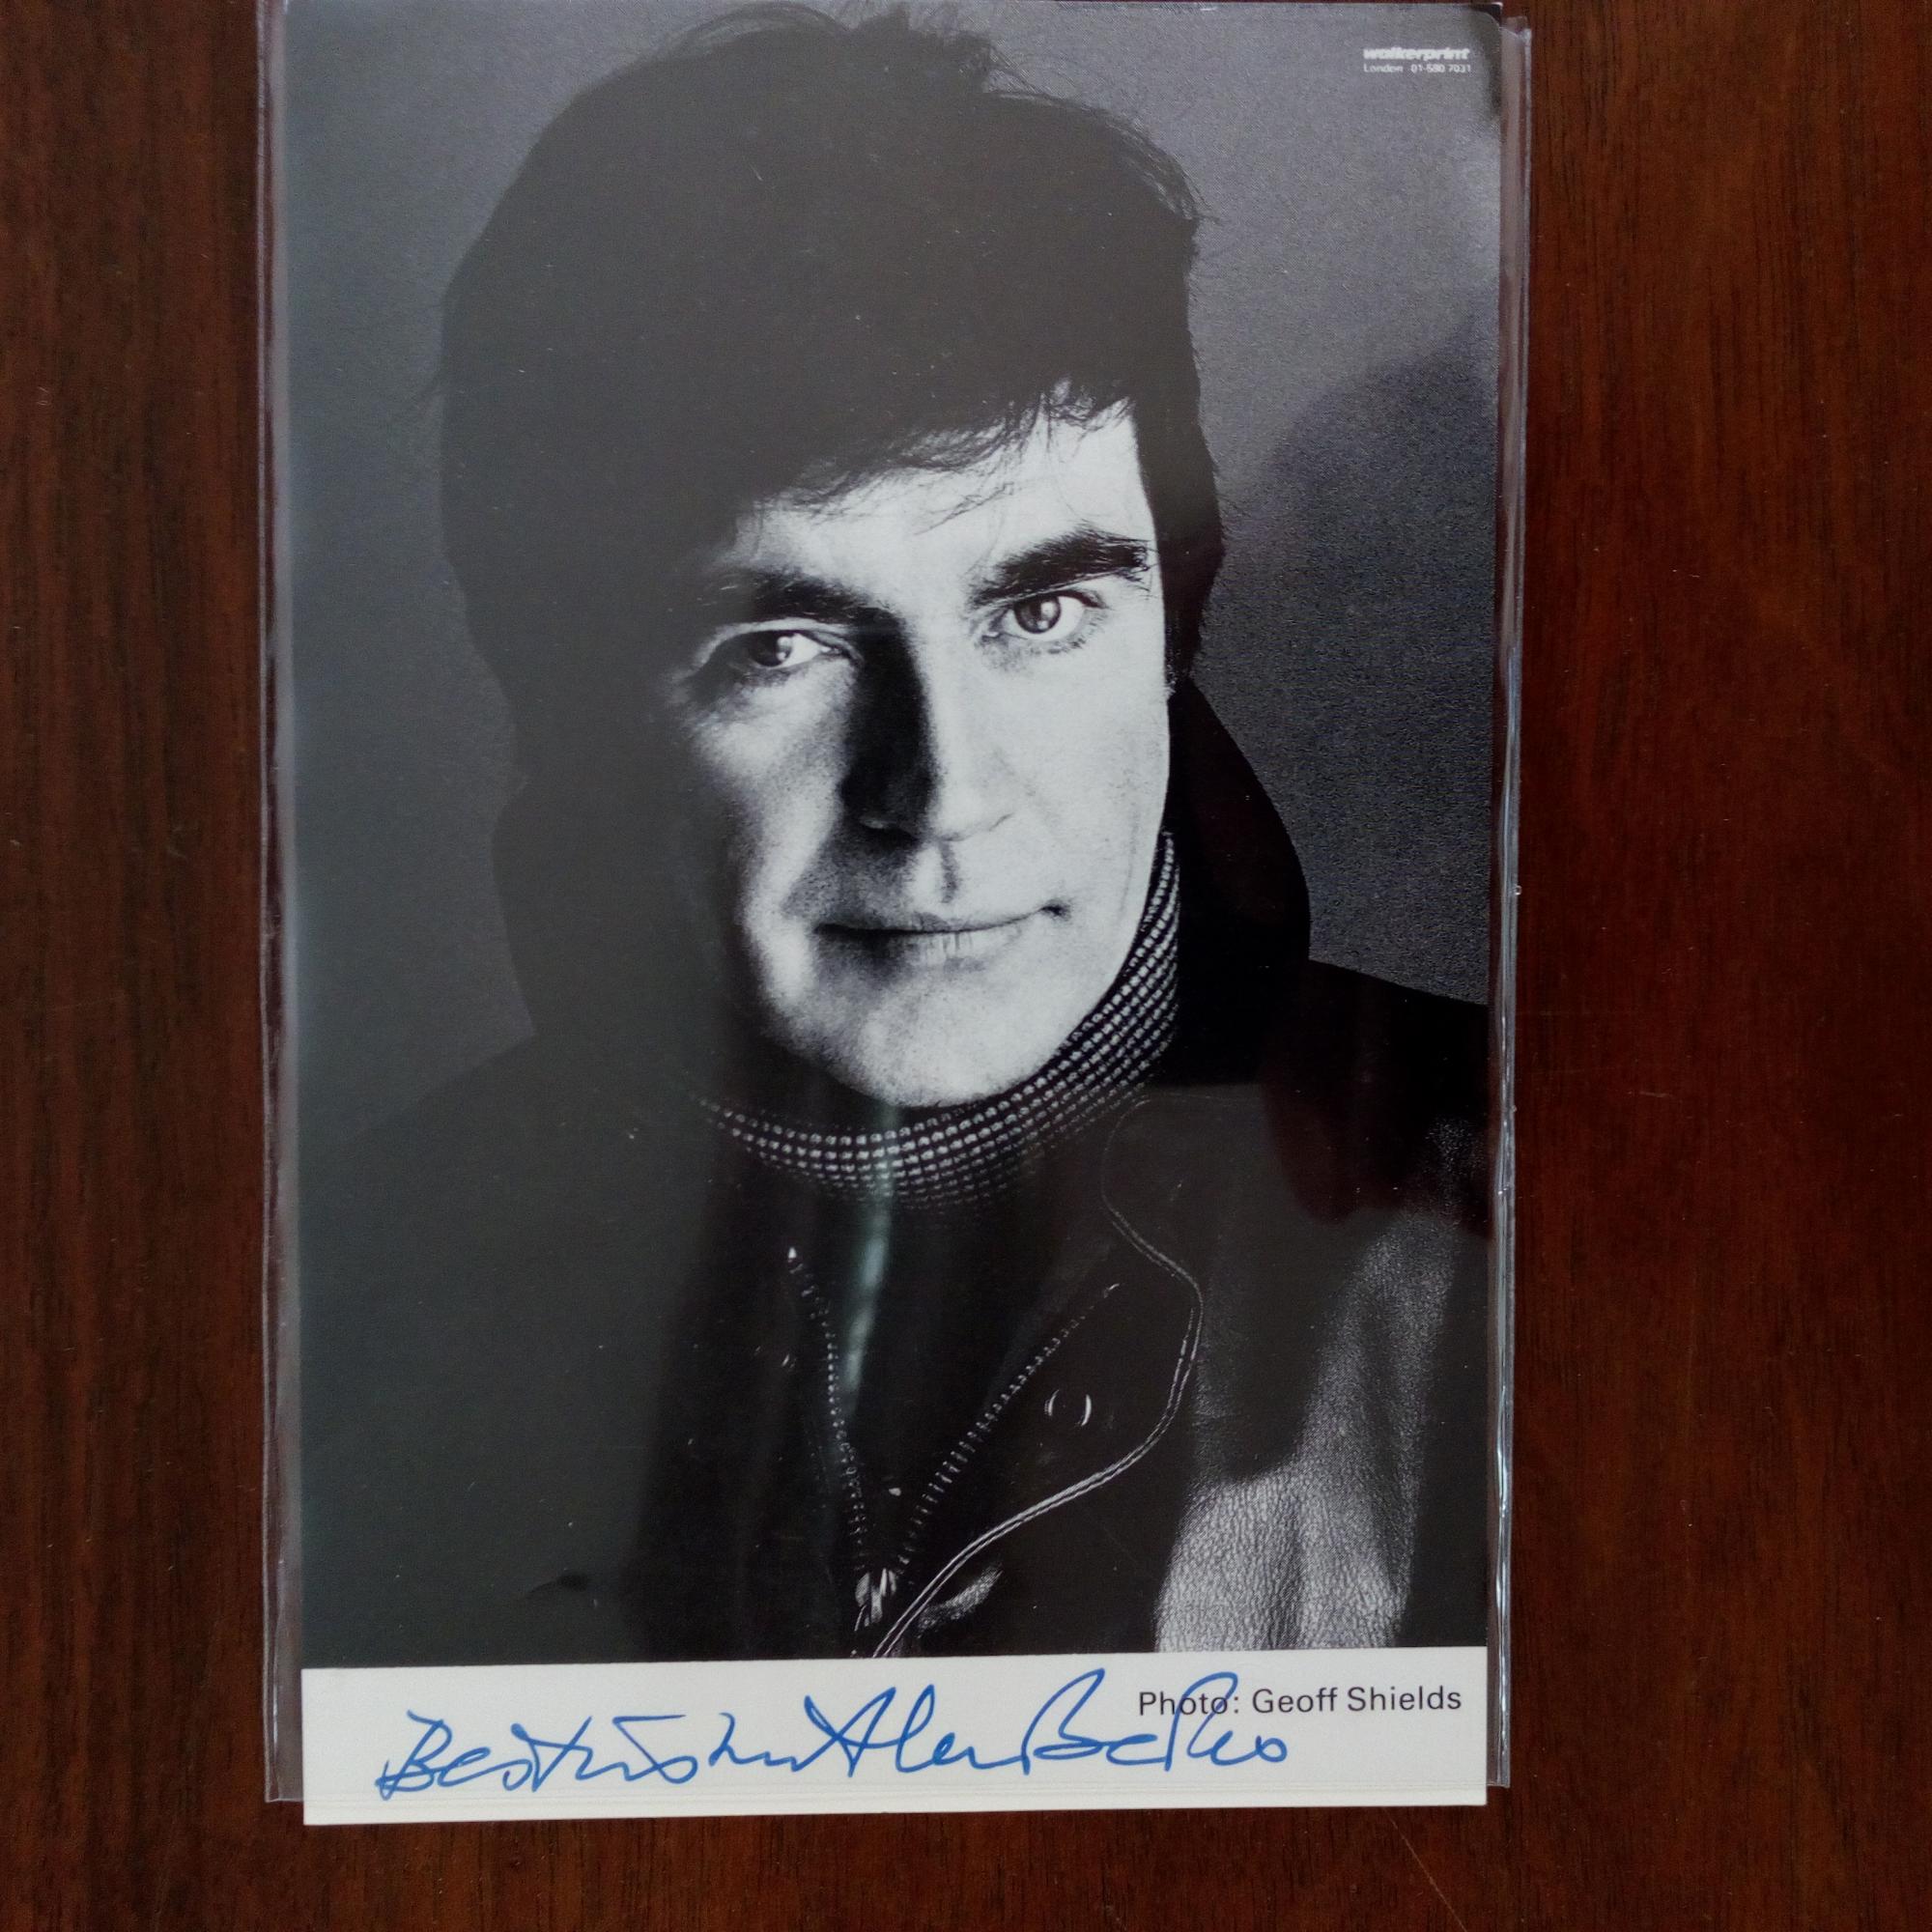 walkerprint
London 01-580 7031
Photo: Geoff Shields
Best wishes Alan Bates